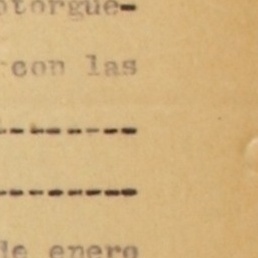 otorgue-
-con las
--------
--------
de enero